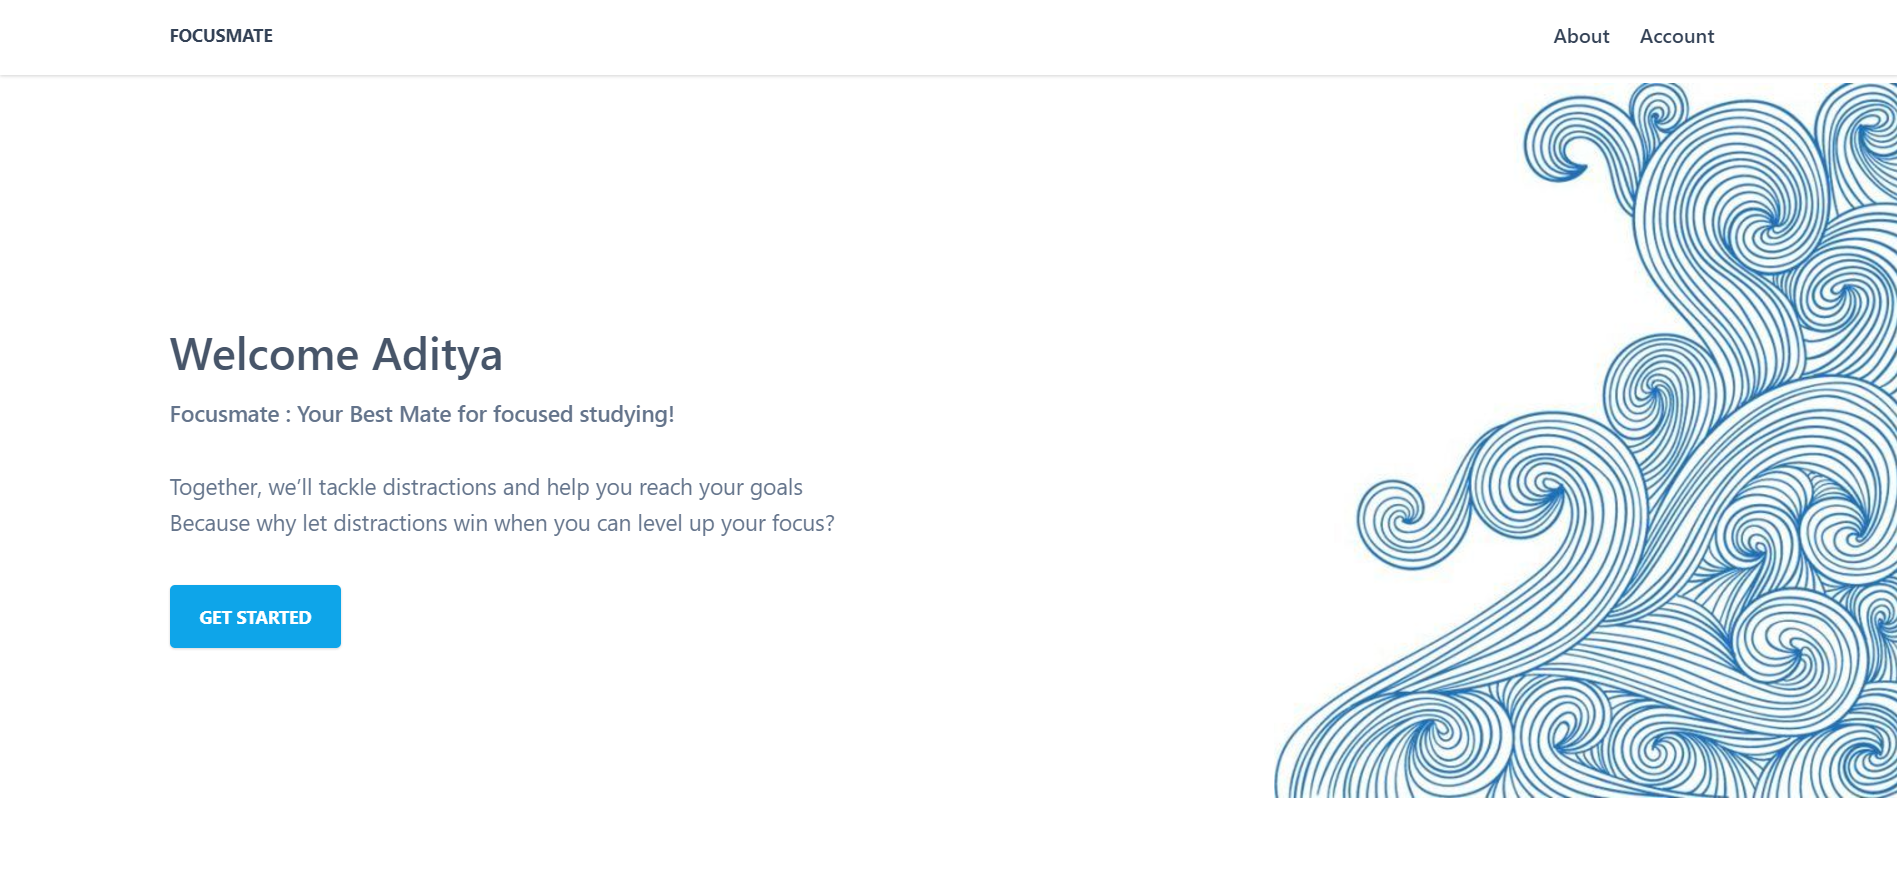 FOCUSMATE
About
Account
Welcome Aditya
Focusmate : Your Best Mate for focused studying!
Together, we’ll tackle distractions and help you reach your goals
Because why let distractions win when you can level up your focus?
GET STARTED